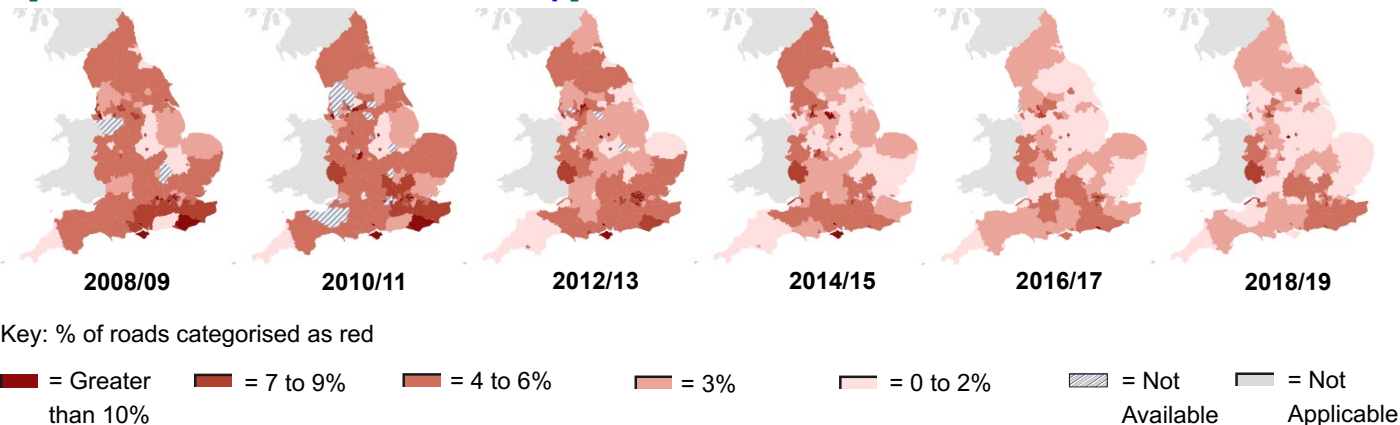 2008/09
2010/11
2012/13
2014/15
2016/17
2018/19
Key: % of roads categorised as red
= Greater than 10%
= 7 to 9%
= 4 to 6%
= 3%
= 0 to 2%
= Not Available
= Not Applicable